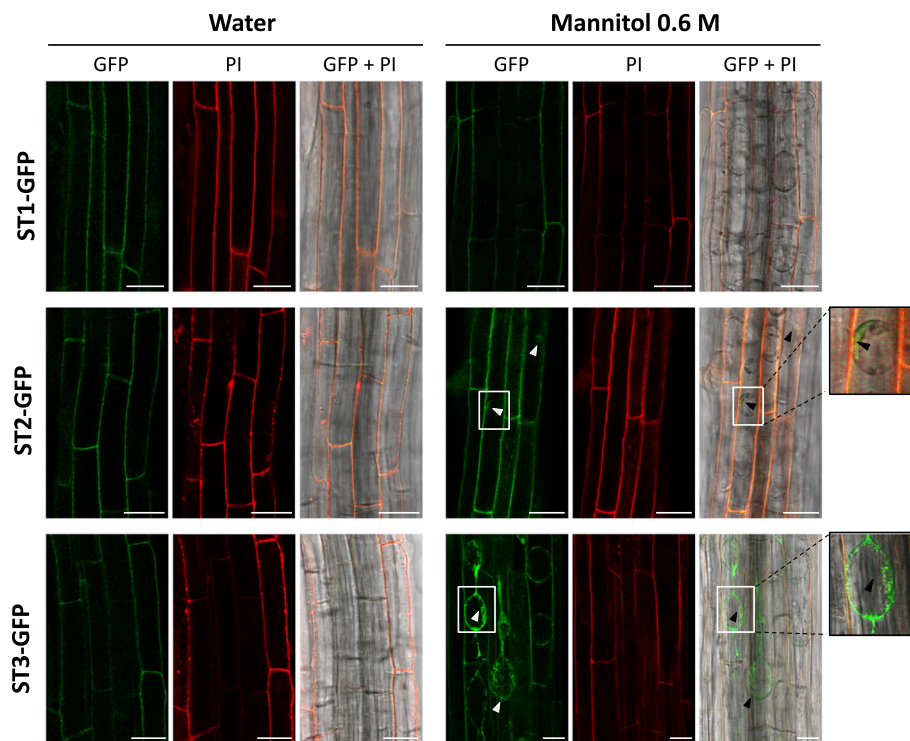 Water Mannitol 0.6 M
GFP PI GFP + PI GFP PI GFP + PI
ST1-GFP
ST2-GFP
ST3-GFP